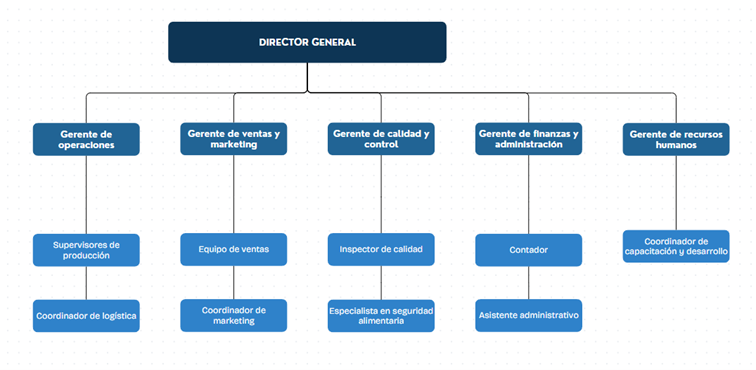 DIRECTOR GENERAL
Gerente de
operaciones
Gerente de ventas y
marketing
Gerente de calidad y
control
Gerente de finanzas y
administración
Gerente de recursos
humanos
Supervisores de
producción
Equipo de ventas
Inspector de calidad
Contador
Coordinador de
capacitación y desarrollo
Coordinador de logística
Coordinador de
marketing
Especialista en seguridad
alimentaria
Asistente administrativo